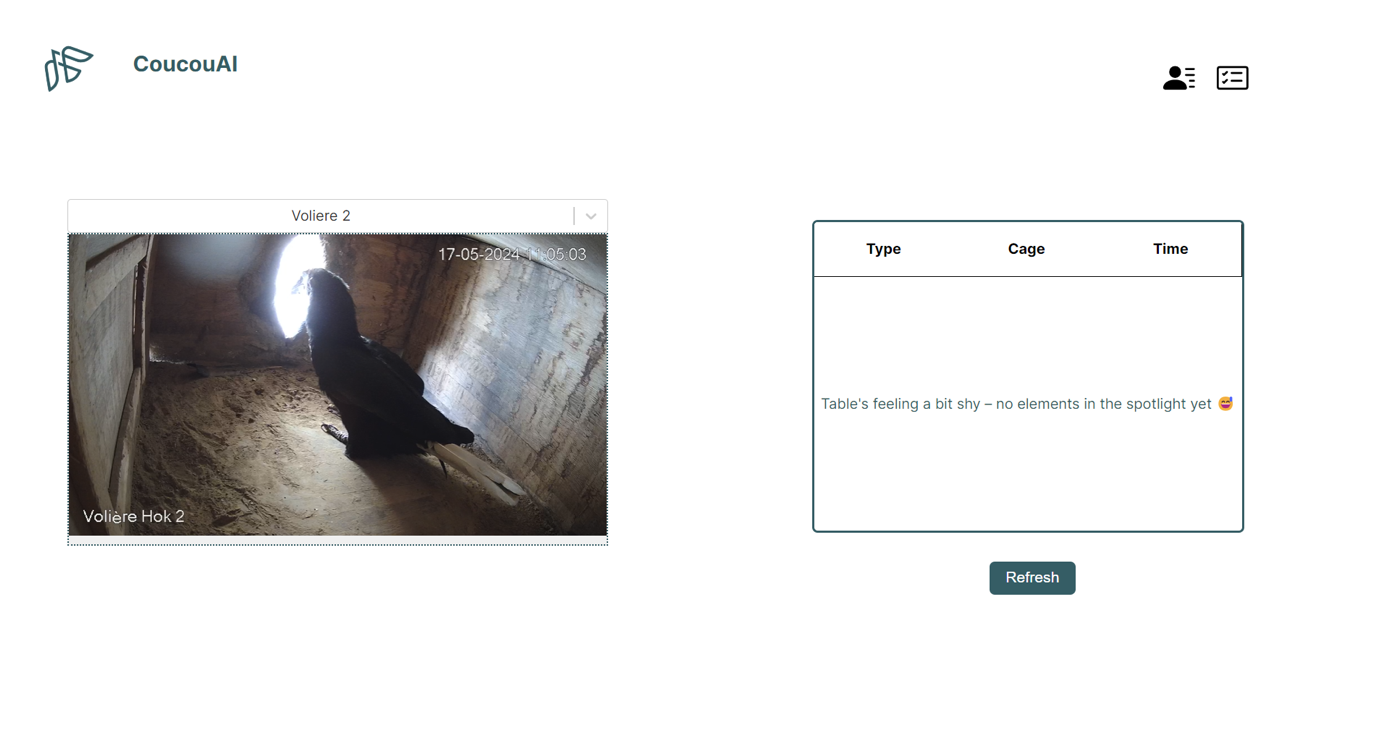 CoucouAI
Voliere 2
17-05-2024 11:05:03
Volière Hok 2
Type Cage Time
Table's feeling a bit shy – no elements in the spotlight yet 😅
Refresh